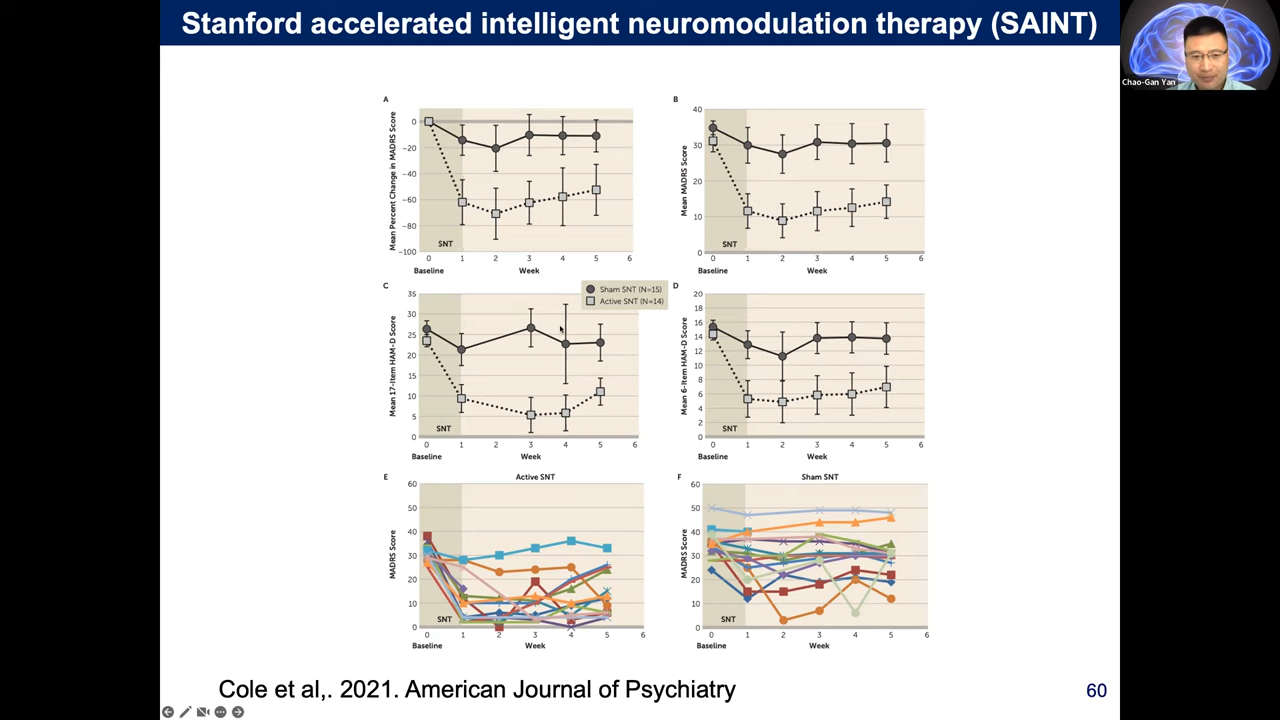 Stanford accelerated intelligent neuromodulation therapy (SAINT)
Chao-Gan Yan
A
Mean Percent Change in MADRS Score
0
−20
−40
−60
−80
−100
SNT
0 1 2 3 4 5 6
Baseline Week
B
Mean MADRS Score
40
30
20
10
0
SNT
0 1 2 3 4 5 6
Baseline Week
C
Mean 17-Item HAM-D Score
35
30
25
20
15
10
5
0
SNT
0 1 2 3 4 5 6
Baseline Week
Sham SNT (N=15)
Active SNT (N=14)
D
Mean 6-Item HAM-D Score
20
18
16
14
12
10
8
6
4
2
0
SNT
0 1 2 3 4 5 6
Baseline Week
E
Active SNT
MADRS Score
60
50
40
30
20
10
0
SNT
0 1 2 3 4 5 6
Baseline Week
F
Sham SNT
MADRS Score
60
50
40
30
20
10
0
SNT
0 1 2 3 4 5 6
Baseline Week
Cole et al,. 2021. American Journal of Psychiatry
60